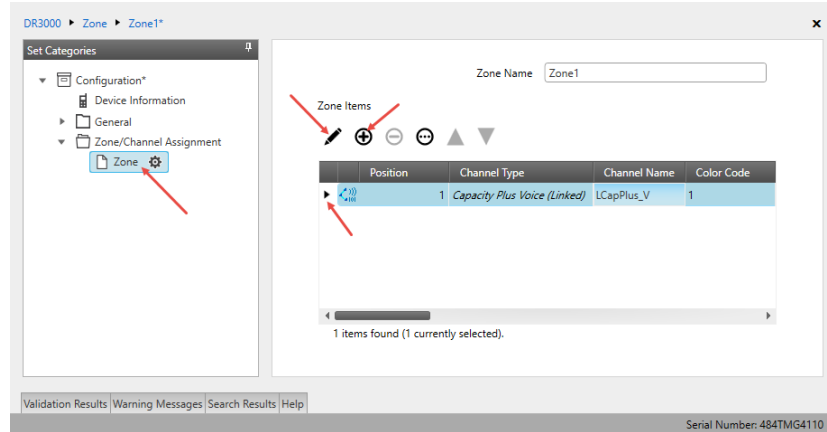 DR3000 Zone Zone1*
Set Categories
Configuration*
Device Information
General
Zone/Channel Assignment
Zone
Zone Name Zone1
Zone Items
Position Channel Type Channel Name Color Code
1 Capacity Plus Voice (Linked) LCapPlus_V 1
1 items found (1 currently selected).
Validation Results Warning Messages Search Results Help
Serial Number: 484TMG4110